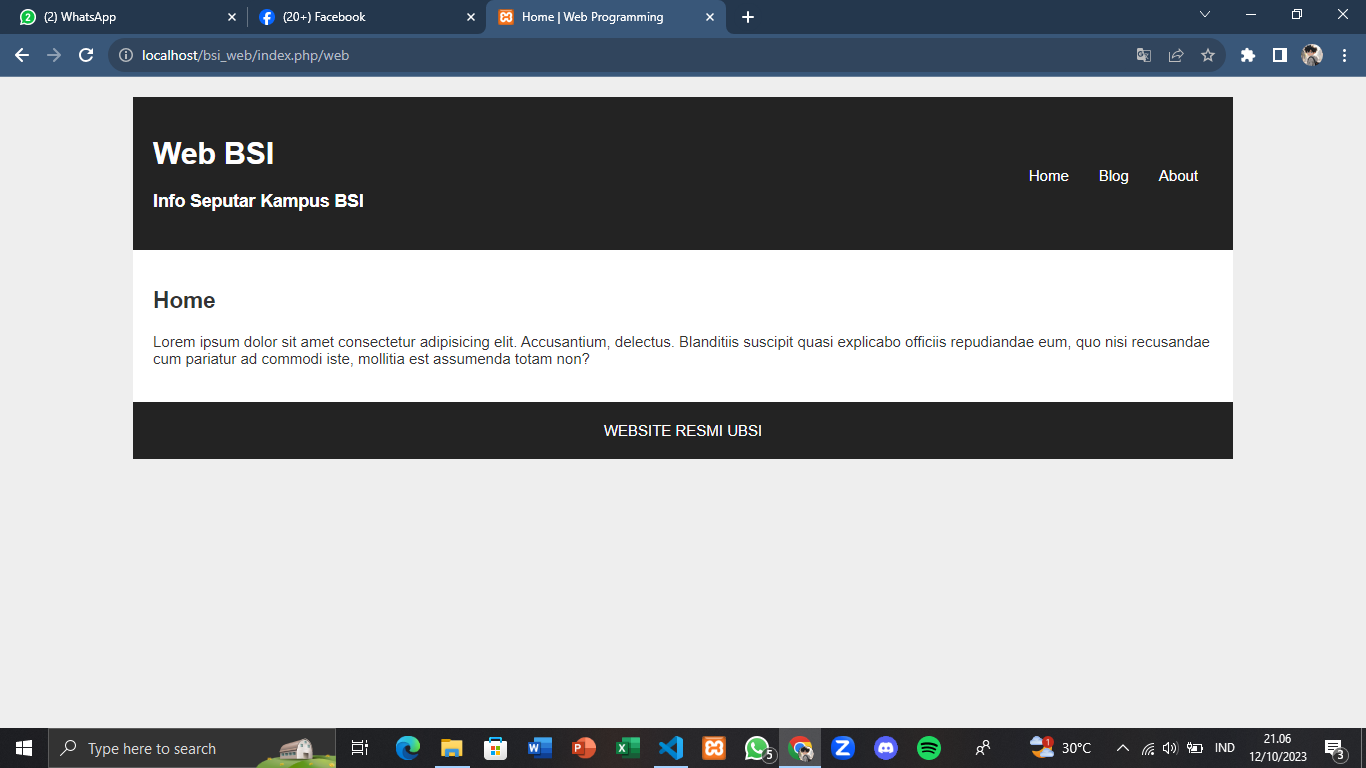 (2) WhatsApp
(20+) Facebook
Home | Web Programming
localhost/bsi_web/index.php/web
Web BSI
Info Seputar Kampus BSI
Home
Blog
About
Home
Lorem ipsum dolor sit amet consectetur adipisicing elit. Accusantium, delectus. Blanditiis suscipit quasi explicabo officiis repudiandae eum, quo nisi recusandae
cum pariatur ad commodi iste, mollitia est assumenda totam non?
WEBSITE RESMI UBSI
Type here to search
5
1
30°C
IND
21.06
12/10/2023
3